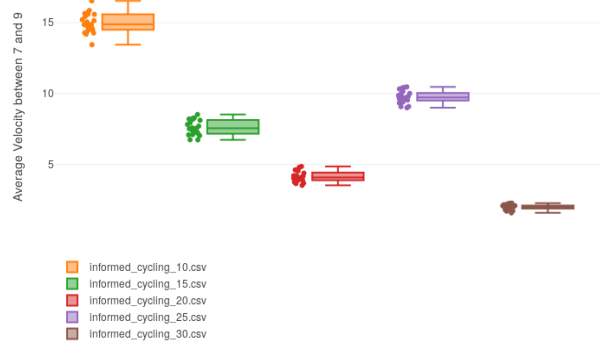 Average Velocity between 7 and 9
15
10
5
informed_cycling_10.csv
informed_cycling_15.csv
informed_cycling_20.csv
informed_cycling_25.csv
informed_cycling_30.csv